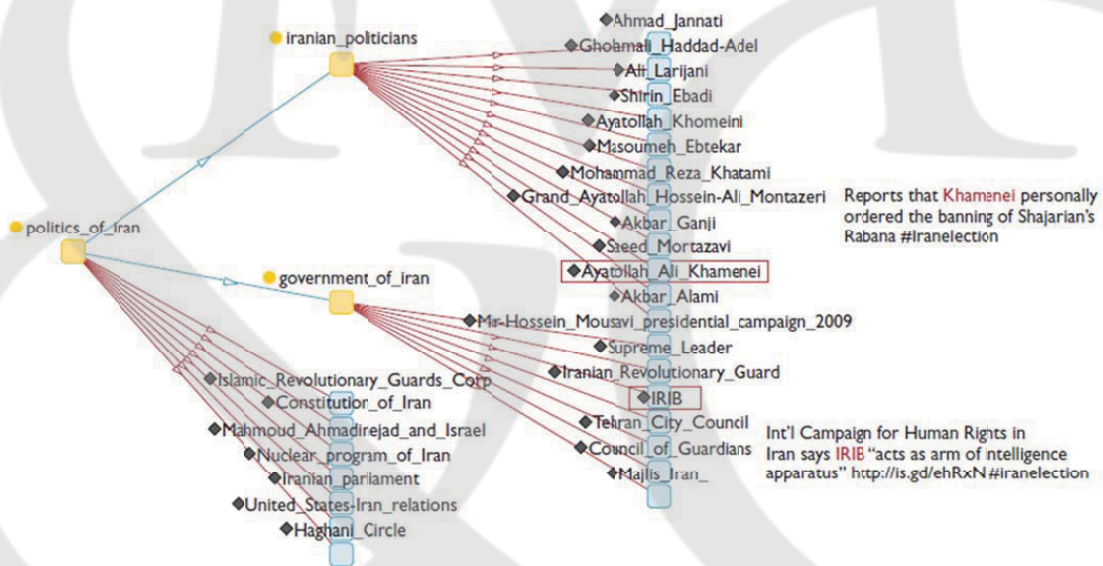 Ahmad_Jannati
iranian_politicians
Ghohmali_Haddad-Adel
Ali_Larijani
Shirin_Ebadi
Ayatollah_Khomeini
Masoumeh_Ebtekar
Mohammad_Reza_Khatami
Grand_Ayatollah_Hossein-Ali_Montazeri
Reports that Khamenei personally
ordered the banning of Shajarian's
Rabana #Iranelection
Akbar_Ganji
politics_of_iran
Saeed_Mortazavi
Ayatollah_Ali_Khamenei
government_of_iran
Akbar_Alami
Mir-Hossein_Mousavi_presidential_campaign_2009
Supreme_Leader
Iranian_Revolutionary_Guard
Islamic_Revolutionary_Guards_Corp
IRIB
Constitution_of_Iran
Tehran_City_Council
Mahmoud_Ahmadirejad_and_Israel
Int'l Campaign for Human Rights in
Iran says IRIB "acts as arm of intelligence
apparatus" http://is.gd/ehRxN#iranelection
Council_of_Guardians
Nuclear_program_of_Iran
Majlis_Iran_
Iranian_parliament
United_States-Iran_relations
Haghani_Circle